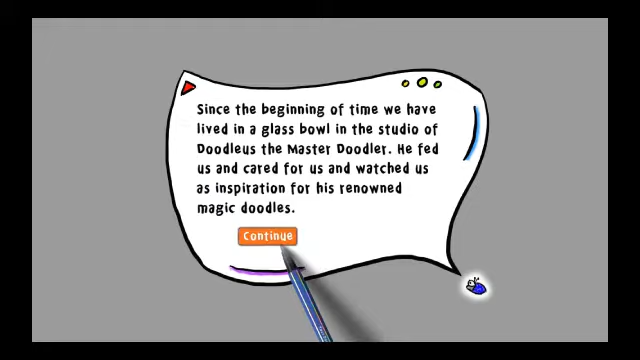 Since the beginning of time we have
lived in a glass bowl in the studio of
Doodleus the Master Doodler. He fed
us and cared for us and watched us
as inspiration for his renowned
magic doodles.
Continue